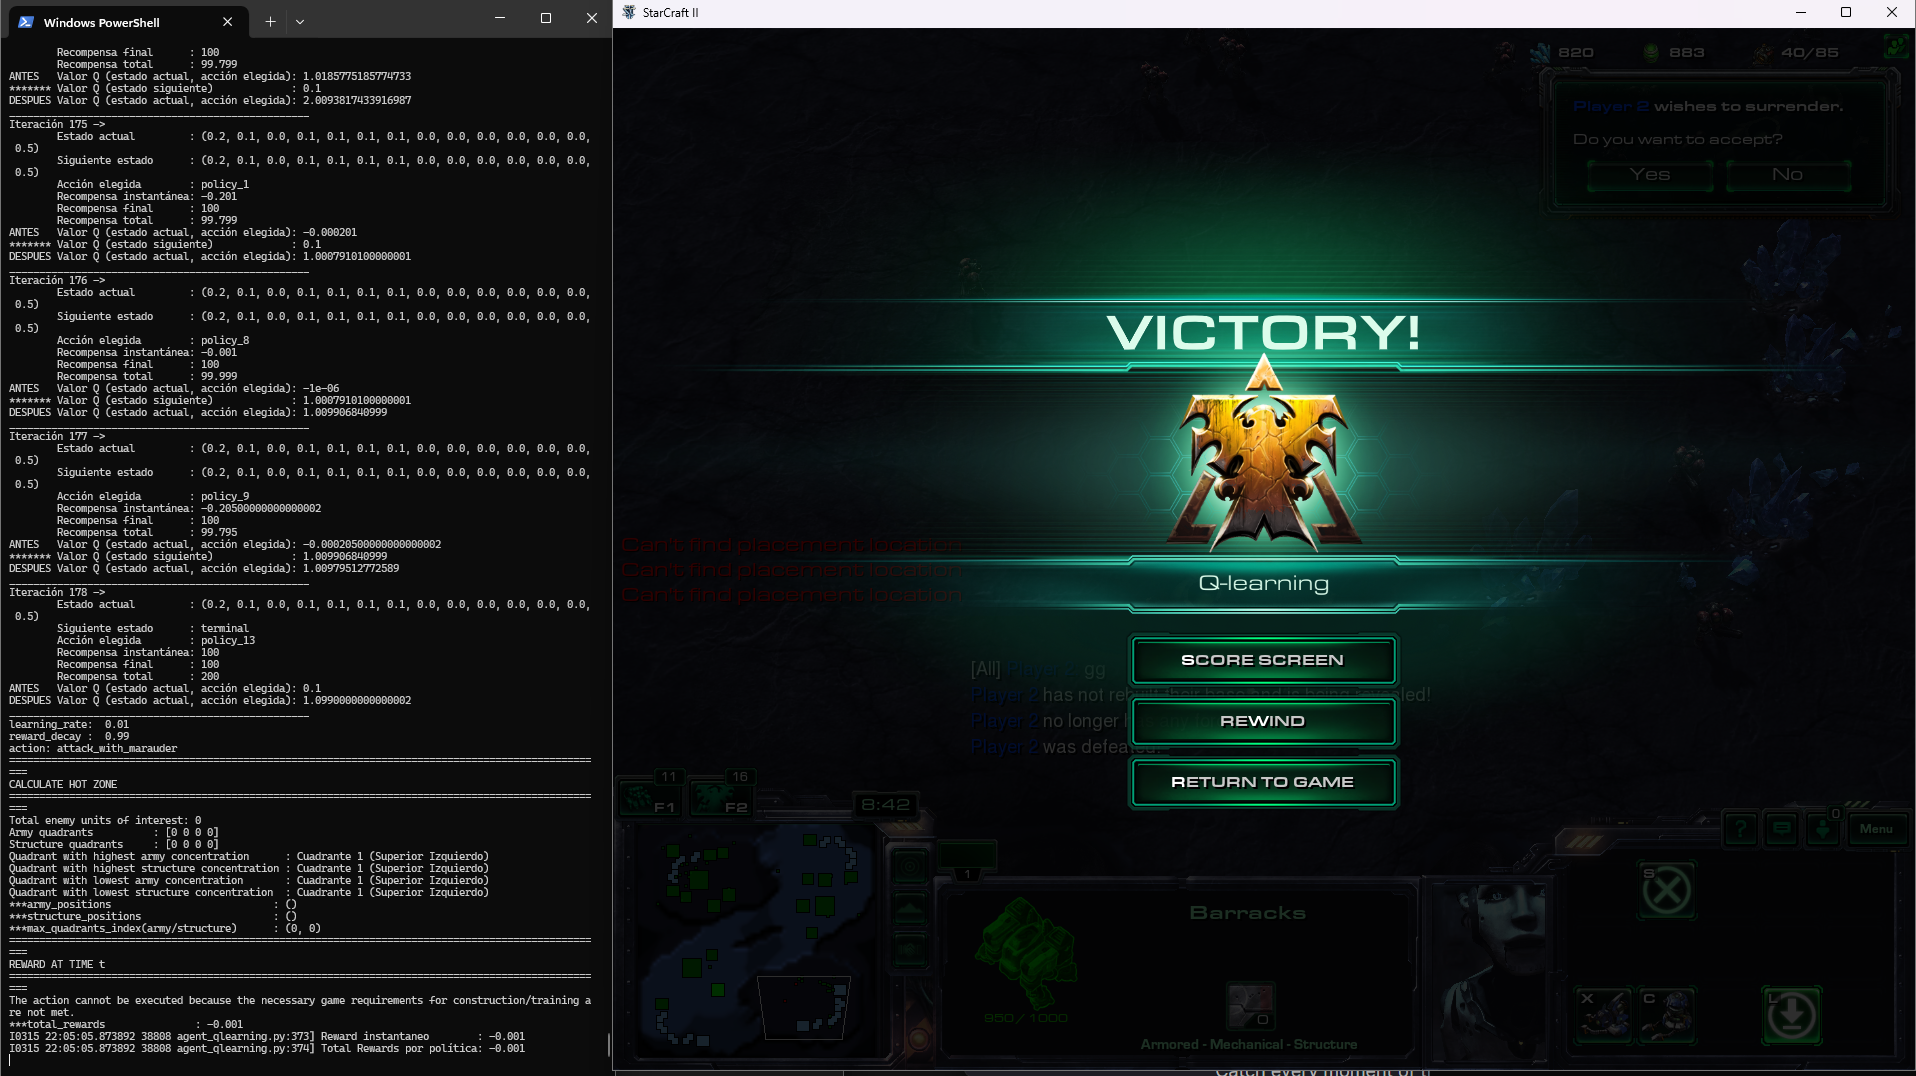 Windows PowerShell
Recompensa final : 100
Recompensa total : 99.799
ANTES Valor Q (estado actual, acción elegida): 1.0185775185774733
******* Valor Q (estado siguiente) : 0.1
DESPUES Valor Q (estado actual, acción elegida): 2.0093817433916987
Iteración 175 ->
Estado actual : (0.2, 0.1, 0.0, 0.1, 0.1, 0.1, 0.1, 0.0, 0.0, 0.0, 0.0, 0.0, 0.0,
0.5)
Siguiente estado : (0.2, 0.1, 0.0, 0.1, 0.1, 0.1, 0.1, 0.0, 0.0, 0.0, 0.0, 0.0, 0.0,
0.5)
Acción elegida : policy_1
Recompensa instantánea: -0.201
Recompensa final : 100
Recompensa total : 99.799
ANTES Valor Q (estado actual, acción elegida): -0.000201
******* Valor Q (estado siguiente) : 0.1
DESPUES Valor Q (estado actual, acción elegida): 1.0007910100000001
Iteración 176 ->
Estado actual : (0.2, 0.1, 0.0, 0.1, 0.1, 0.1, 0.1, 0.0, 0.0, 0.0, 0.0, 0.0, 0.0,
0.5)
Siguiente estado : (0.2, 0.1, 0.0, 0.1, 0.1, 0.1, 0.1, 0.0, 0.0, 0.0, 0.0, 0.0, 0.0,
0.5)
Acción elegida : policy_8
Recompensa instantánea: -0.001
Recompensa final : 100
Recompensa total : 99.999
ANTES Valor Q (estado actual, acción elegida): -1e-06
******* Valor Q (estado siguiente) : 1.0007910100000001
DESPUES Valor Q (estado actual, acción elegida): 1.009906840999
Iteración 177 ->
Estado actual : (0.2, 0.1, 0.0, 0.1, 0.1, 0.1, 0.1, 0.0, 0.0, 0.0, 0.0, 0.0, 0.0,
0.5)
Siguiente estado : (0.2, 0.1, 0.0, 0.1, 0.1, 0.1, 0.1, 0.0, 0.0, 0.0, 0.0, 0.0, 0.0,
0.5)
Acción elegida : policy_9
Recompensa instantánea: -0.20500000000000002
Recompensa final : 100
Recompensa total : 99.795
ANTES Valor Q (estado actual, acción elegida): -0.00020500000000000002
******* Valor Q (estado siguiente) : 1.009906840999
DESPUES Valor Q (estado actual, acción elegida): 1.00979512772589
Iteración 178 ->
Estado actual : (0.2, 0.1, 0.0, 0.1, 0.1, 0.1, 0.1, 0.0, 0.0, 0.0, 0.0, 0.0, 0.0,
0.5)
Siguiente estado : terminal
Acción elegida : policy_13
Recompensa instantánea: 100
Recompensa final : 100
Recompensa total : 200
ANTES Valor Q (estado actual, acción elegida): 0.1
DESPUES Valor Q (estado actual, acción elegida): 1.0990000000000002
learning_rate: 0.01
reward_decay : 0.99
action: attack_with_marauder
===
CALCULATE HOT ZONE
===
Total enemy units of interest: 0
Army quadrants : [0 0 0 0]
Structure quadrants : [0 0 0 0]
Quadrant with highest army concentration : Cuadrante 1 (Superior Izquierdo)
Quadrant with highest structure concentration : Cuadrante 1 (Superior Izquierdo)
Quadrant with lowest army concentration : Cuadrante 1 (Superior Izquierdo)
Quadrant with lowest structure concentration : Cuadrante 1 (Superior Izquierdo)
***army_positions : ()
***structure_positions : ()
***max_quadrants_index(army/structure) : (0, 0)
===
REWARD AT TIME t
===
The action cannot be executed because the necessary game requirements for construction/training a
re not met.
***total_rewards : -0.001
I0315 22:05:05.873892 38808 agent_qlearning.py:373] Reward instantaneo : -0.001
I0315 22:05:05.873892 38808 agent_qlearning.py:374] Total Rewards por política: -0.001
StarCraft II
820 883 40/85
Player 2 wishes to surrender.
Do you want to accept?
Yes No
VICTORY!
Can't find placement location
Can't find placement location
Can't find placement location
Q-learning
SCORE SCREEN
REWIND
RETURN TO GAME
[All] Player 2: gg
Player 2 has not rebuilt their base and is being revealed!
Player 2 no longer
Player 2 was defeated!
11 16
F1 F2
8:42
1
0
? Menu
Barracks
950/1000
0
Armored - Mechanical - Structure
S
X C L
Catch every moment of